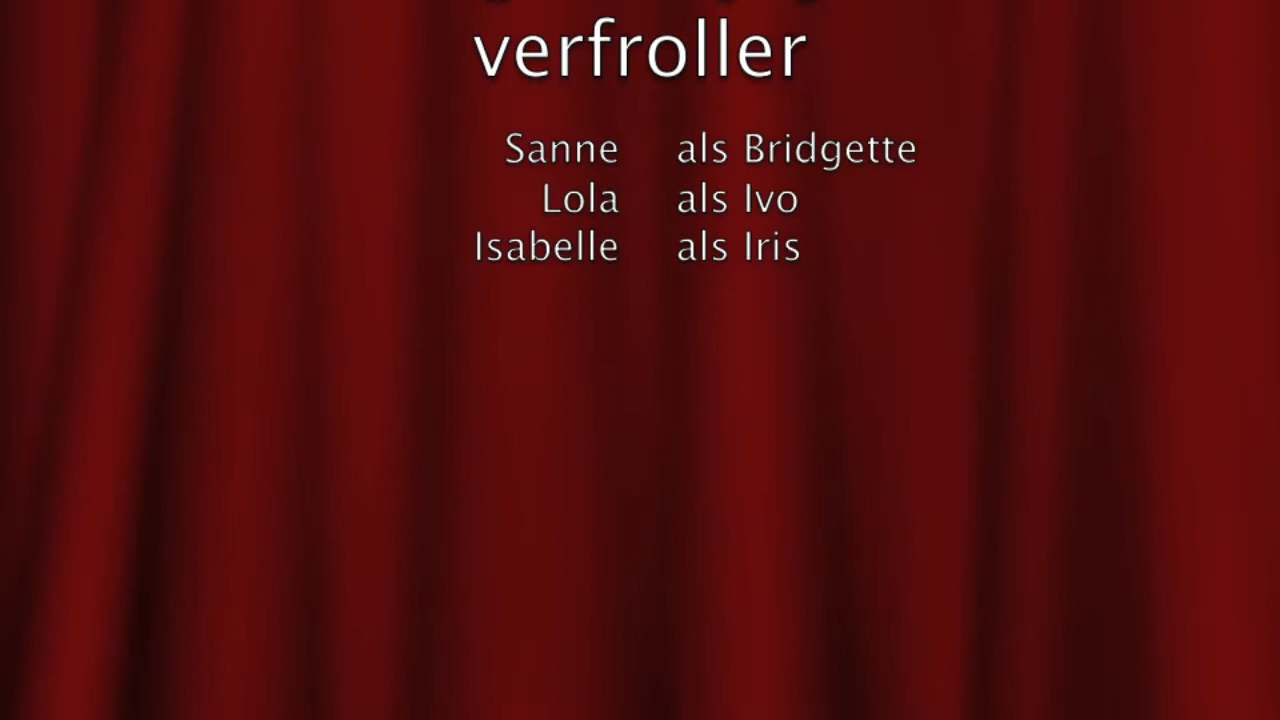 verfroller
Sanne als Bridgette
Lola als Ivo
Isabelle als Iris